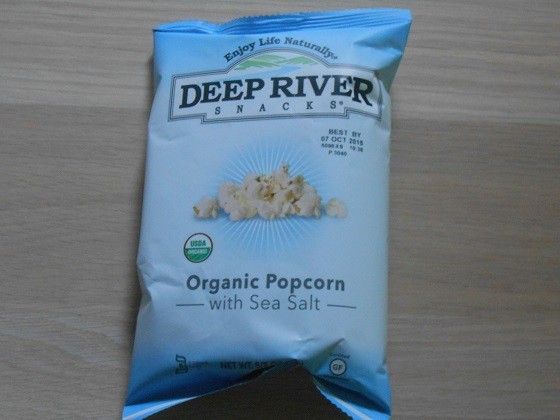 Enjoy Life Naturally®
DEEP RIVER
SNACKS®
BEST BY
07 OCT 2015
USDA
ORGANIC
Organic Popcorn
with Sea Salt
NET WT.
GF